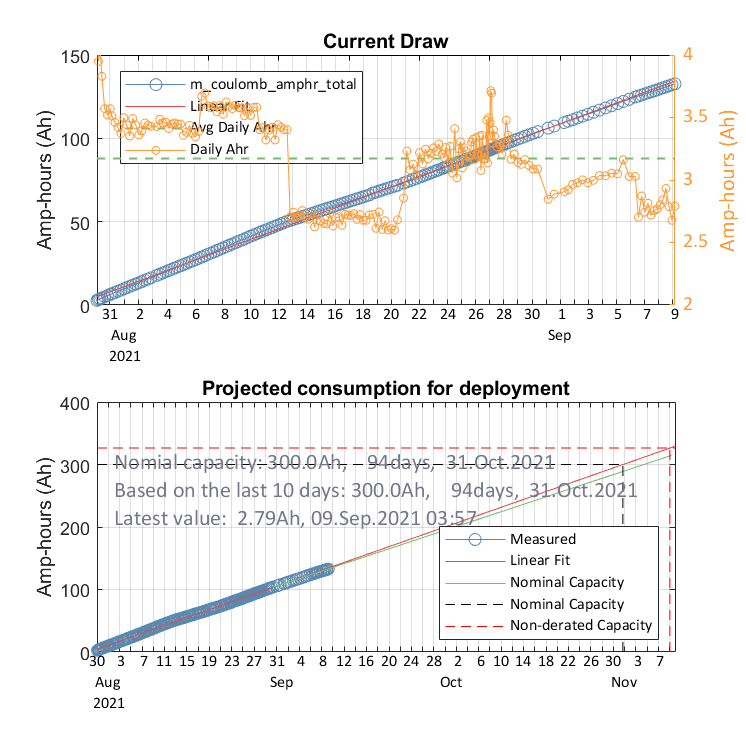 Current Draw
150
100
50
0
Amp-hours (Ah)
4
3.5
3
2.5
2
Amp-hours (Ah)
m_coulomb_amphr_total
Linear Fit
Avg Daily Ahr
Daily Ahr
31 2 4 6 8 10 12 14 16 18 20 22 24 26 28 30 1 3 5 7 9
Aug Sep
2021
Projected consumption for deployment
400
300
200
100
0
Amp-hours (Ah)
Nomial capacity: 300.0Ah, 94days, 31.Oct.2021
Based on the last 10 days: 300.0Ah, 94days, 31.Oct.2021
Latest value: 2.79Ah, 09.Sep.2021 03:57
Measured
Linear Fit
Nominal Capacity
Nominal Capacity
Non-derated Capacity
30 3 7 11 15 19 23 27 31 4 8 12 16 20 24 28 2 6 10 14 18 22 26 30 3 7
Aug Sep Oct Nov
2021